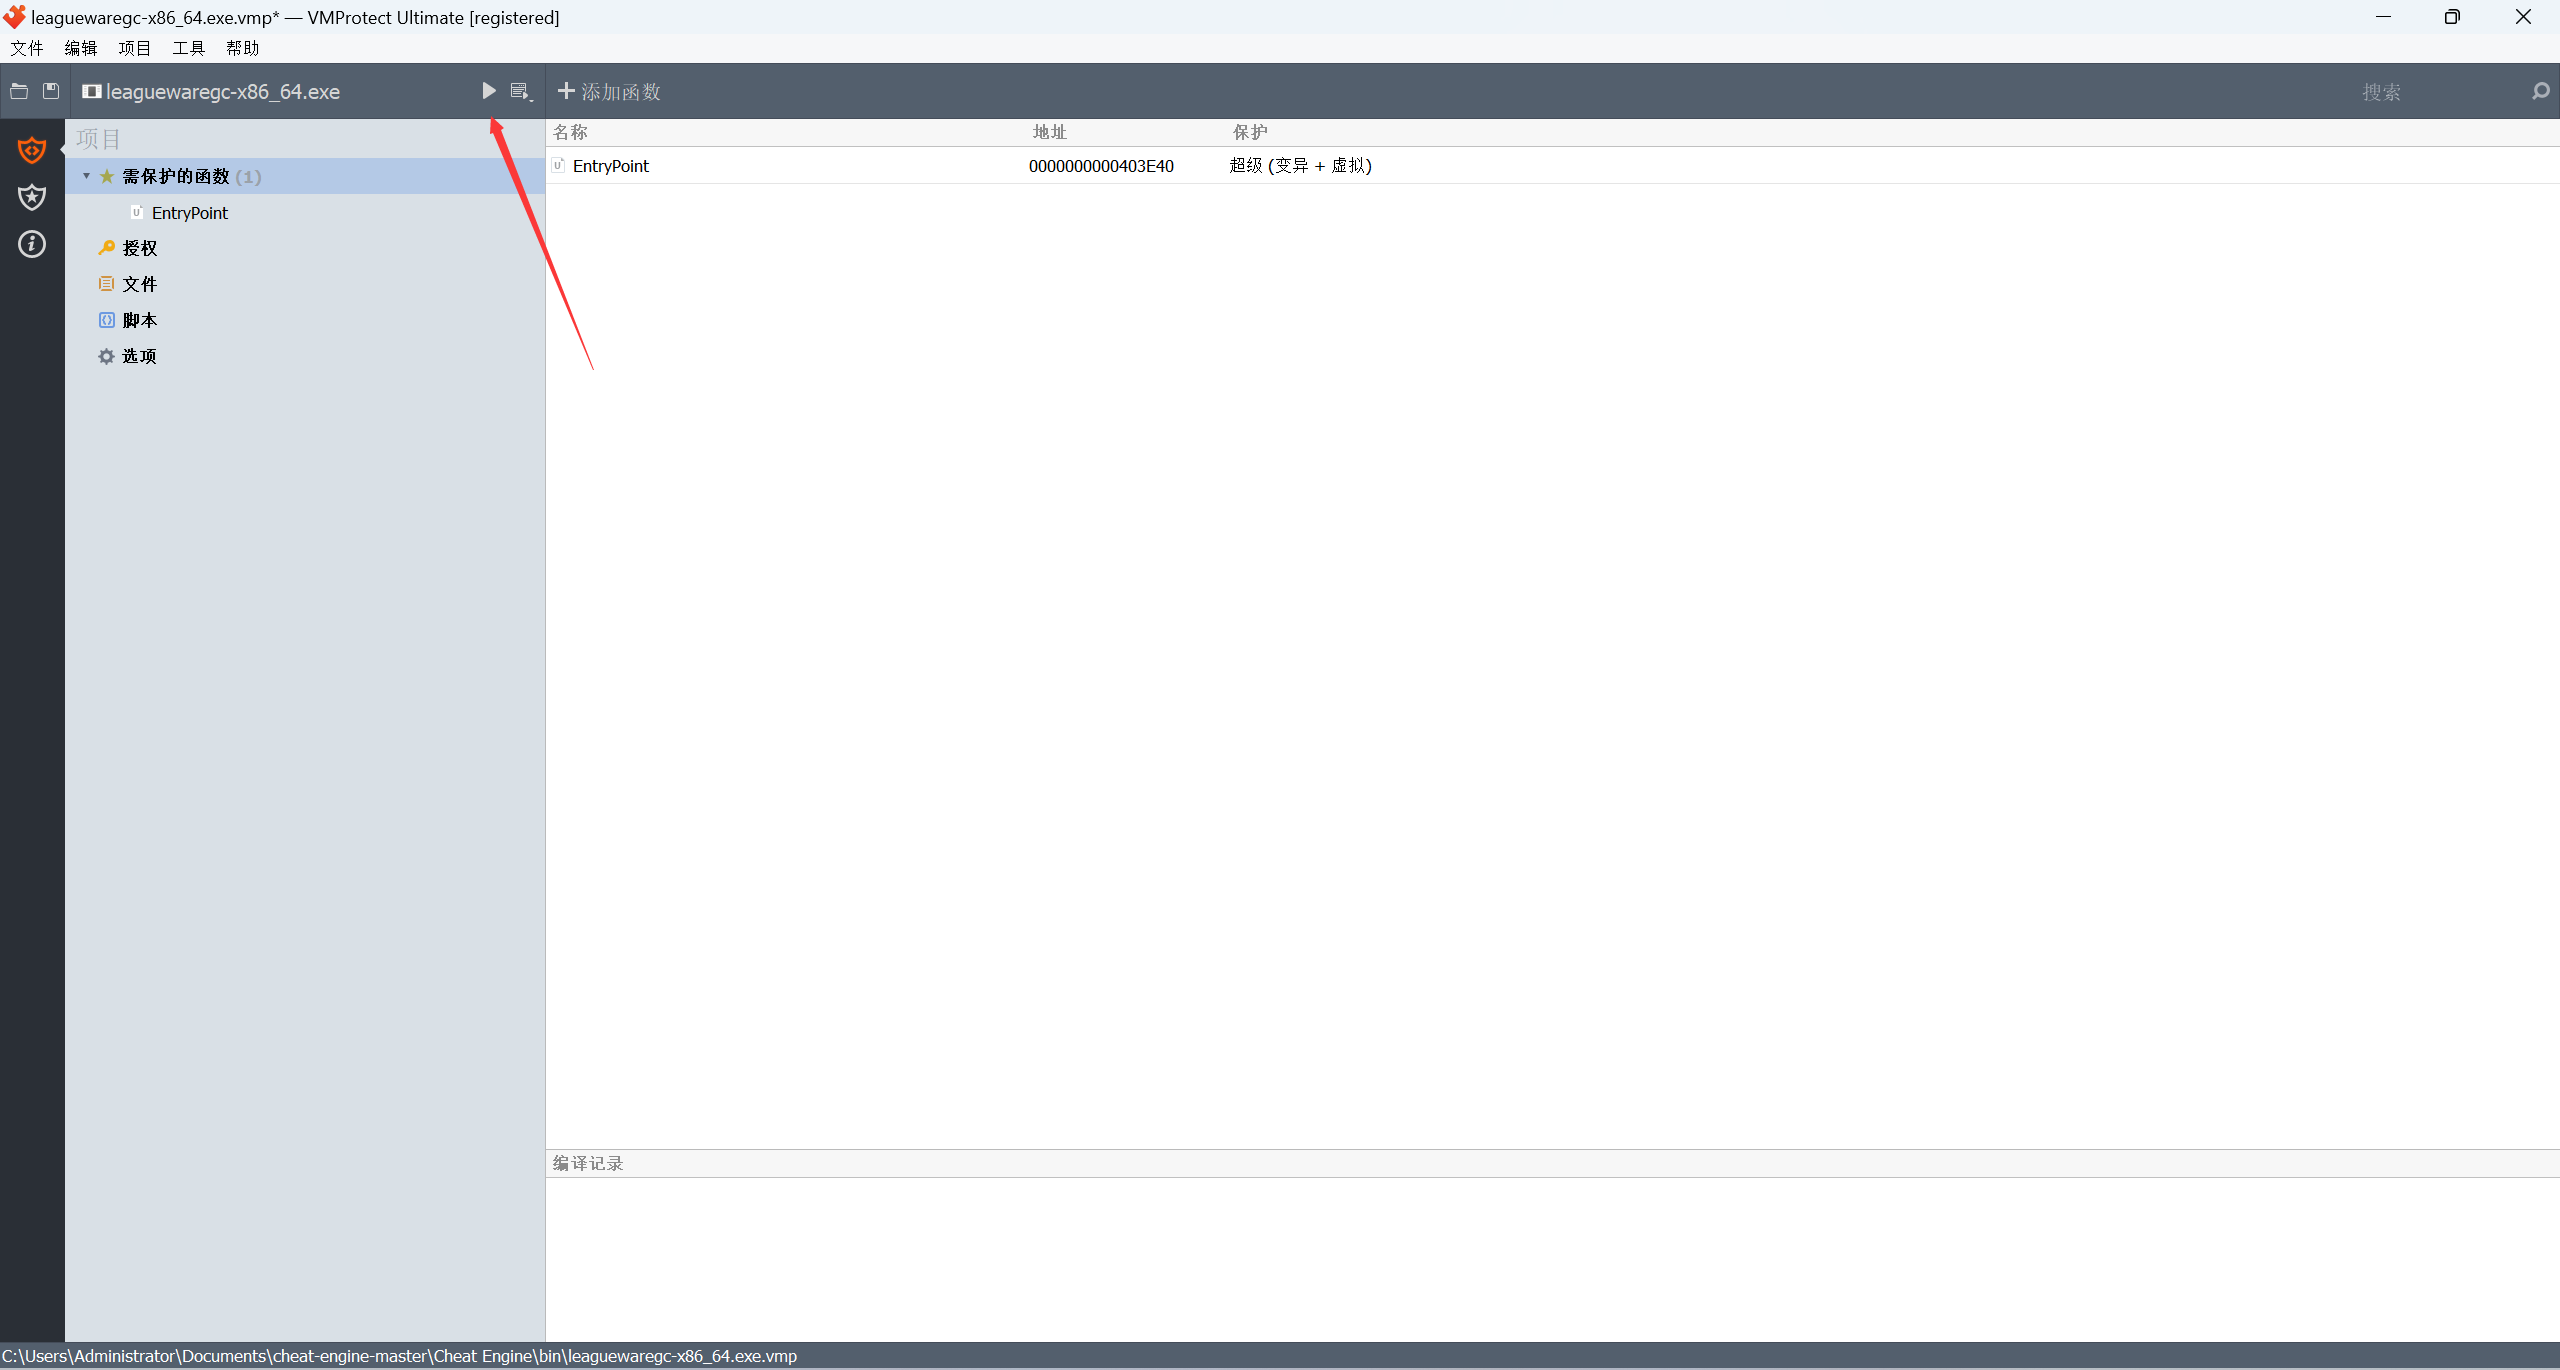 leaguewaregc-x86_64.exe.vmp* — VMProtect Ultimate [registered]
文件 编辑 项目 工具 帮助
leaguewaregc-x86_64.exe
添加函数
搜索
项目
需保护的函数 (1)
EntryPoint
授权
文件
脚本
选项
名称 地址 保护
EntryPoint 0000000000403E40 超级 (变异 + 虚拟)
编译记录
C:\Users\Administrator\Documents\cheat-engine-master\Cheat Engine\bin\leaguewaregc-x86_64.exe.vmp